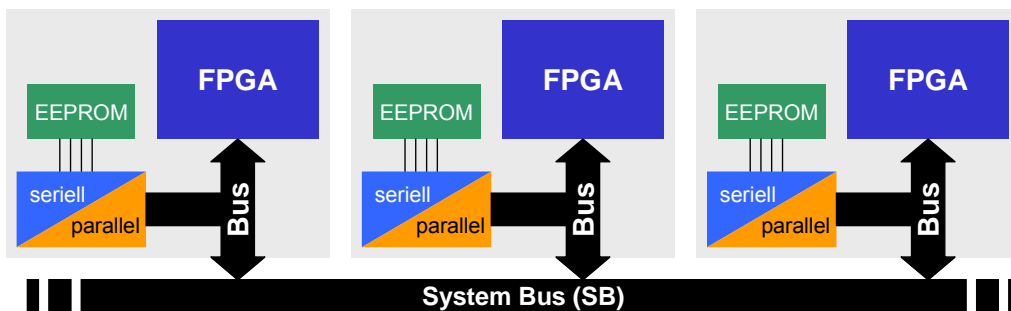 FPGA
EEPROM
seriell
parallel
Bus
FPGA
EEPROM
seriell
parallel
Bus
FPGA
EEPROM
seriell
parallel
Bus
System Bus (SB)